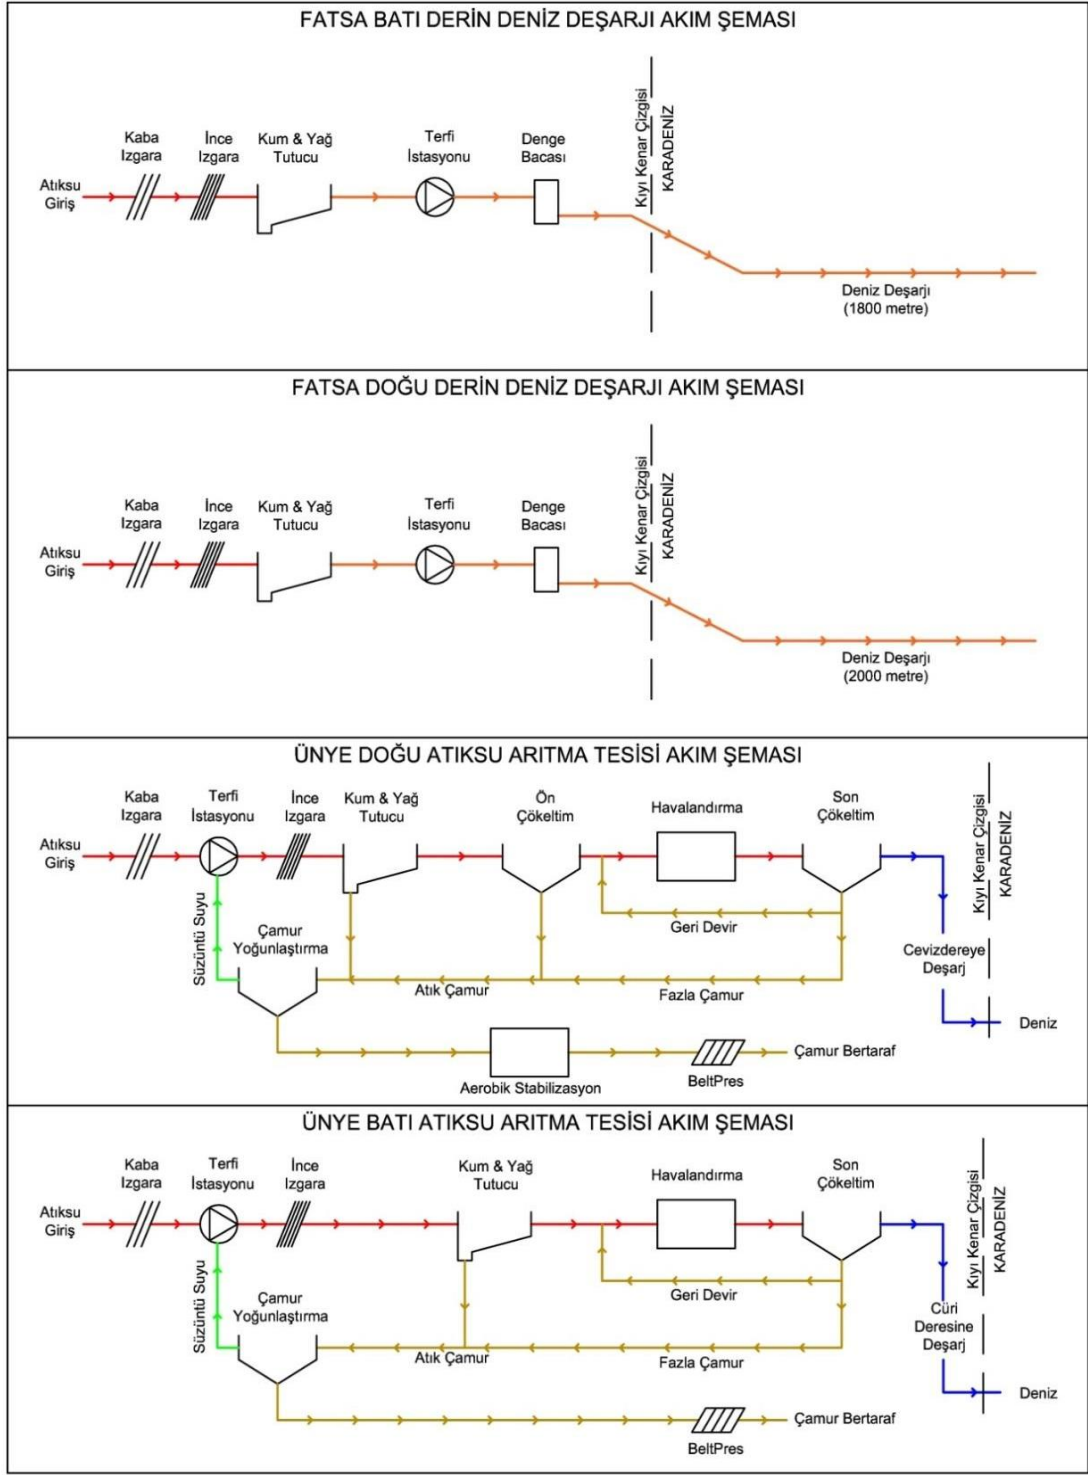 FATSA BATI DERİN DENİZ DEŞARJI AKIM ŞEMASI
Kaba
Izgara
İnce
Izgara
Kum & Yağ
Tutucu
Terfi
İstasyonu
Denge
Bacası
Kıyı Kenar Çizgisi
KARADENİZ
Atıksu
Giriş
Deniz Deşarjı
(1800 metre)
FATSA DOĞU DERİN DENİZ DEŞARJI AKIM ŞEMASI
Kaba
Izgara
İnce
Izgara
Kum & Yağ
Tutucu
Terfi
İstasyonu
Denge
Bacası
Kıyı Kenar Çizgisi
KARADENİZ
Atıksu
Giriş
Deniz Deşarjı
(2000 metre)
ÜNYE DOĞU ATIKSU ARITMA TESİSİ AKIM ŞEMASI
Kaba
Izgara
Terfi
İstasyonu
İnce
Izgara
Kum & Yağ
Tutucu
Ön
Çökeltim
Havalandırma
Son
Çökeltim
Kıyı Kenar Çizgisi
KARADENİZ
Atıksu
Giriş
Süzüntü Suyu
Çamur
Yoğunlaştırma
Geri Devir
Atık Çamur
Fazla Çamur
Cevizdereye
Deşarj
Deniz
Aerobik Stabilizasyon
BeltPres
Çamur Bertaraf
ÜNYE BATI ATIKSU ARITMA TESİSİ AKIM ŞEMASI
Kaba
Izgara
Terfi
İstasyonu
İnce
Izgara
Kum & Yağ
Tutucu
Havalandırma
Son
Çökeltim
Kıyı Kenar Çizgisi
KARADENİZ
Atıksu
Giriş
Süzüntü Suyu
Çamur
Yoğunlaştırma
Geri Devir
Atık Çamur
Fazla Çamur
Cüri
Deresine
Deşarj
Deniz
BeltPres
Çamur Bertaraf